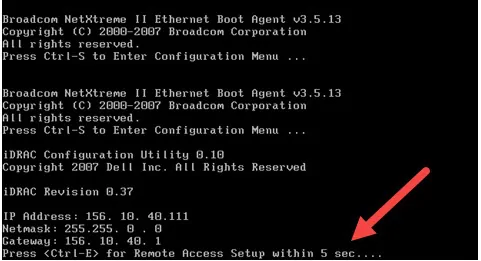 Broadcom NetXtreme II Ethernet Boot Agent v3.5.13
Copyright (C) 2000-2007 Broadcom Corporation
All rights reserved.
Press Ctrl-S to Enter Configuration Menu ...
Broadcom NetXtreme II Ethernet Boot Agent v3.5.13
Copyright (C) 2000-2007 Broadcom Corporation
All rights reserved.
Press Ctrl-S to Enter Configuration Menu ...
iDRAC Configuration Utility 0.10
Copyright 2007 Dell Inc. All Rights Reserved
iDRAC Revision 0.37
IP Address: 156. 10. 40.111
Netmask: 255.255. 0 . 0
Gateway: 156. 10. 40. 1
Press <Ctrl-E> for Remote Access Setup within 5 sec....